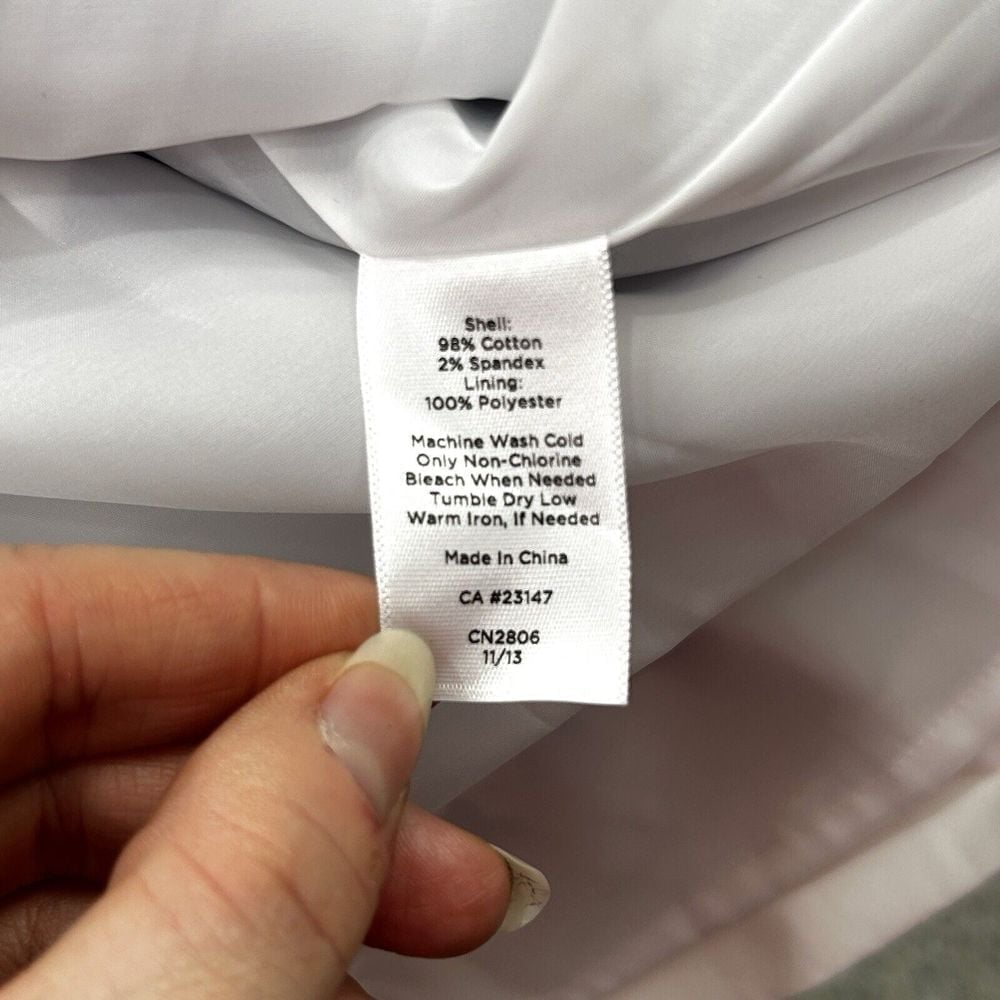 Shell:
98% Cotton
2% Spandex
Lining:
100% Polyester
Machine Wash Cold
Only Non-Chlorine
Bleach When Needed
Tumble Dry Low
Warm Iron, If Needed
Made In China
CA #23147
CN2806
11/13